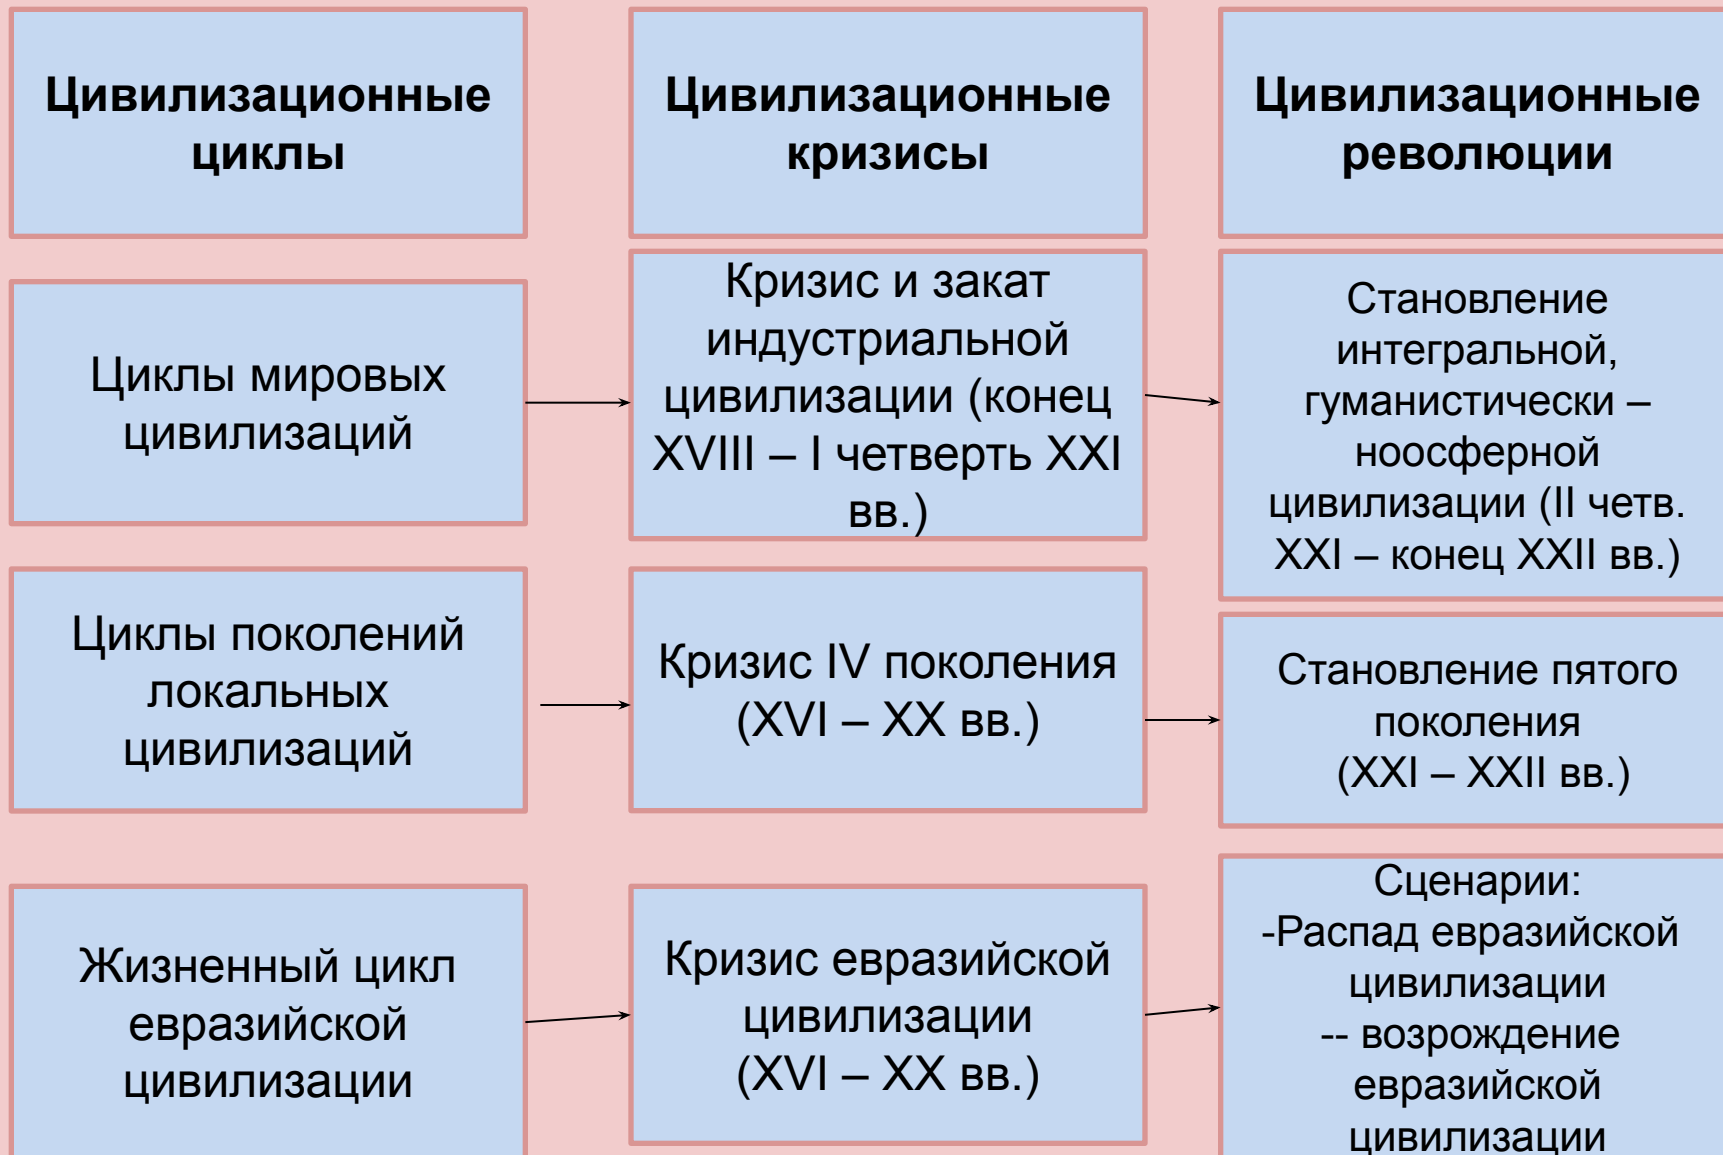 Цивилизационные
циклы
Цивилизационные
кризисы
Цивилизационные
революции
Циклы мировых
цивилизаций
Кризис и закат
индустриальной
цивилизации (конец
XVIII – I четверть XXI
вв.)
Становление
интегральной,
гуманистически –
ноосферной
цивилизации (II четв.
XXI – конец XXII вв.)
Циклы поколений
локальных
цивилизаций
Кризис IV поколения
(XVI – XX вв.)
Становление пятого
поколения
(XXI – XXII вв.)
Жизненный цикл
евразийской
цивилизации
Кризис евразийской
цивилизации
(XVI – XX вв.)
Сценарии:
-Распад евразийской
цивилизации
-- возрождение
евразийской
цивилизации